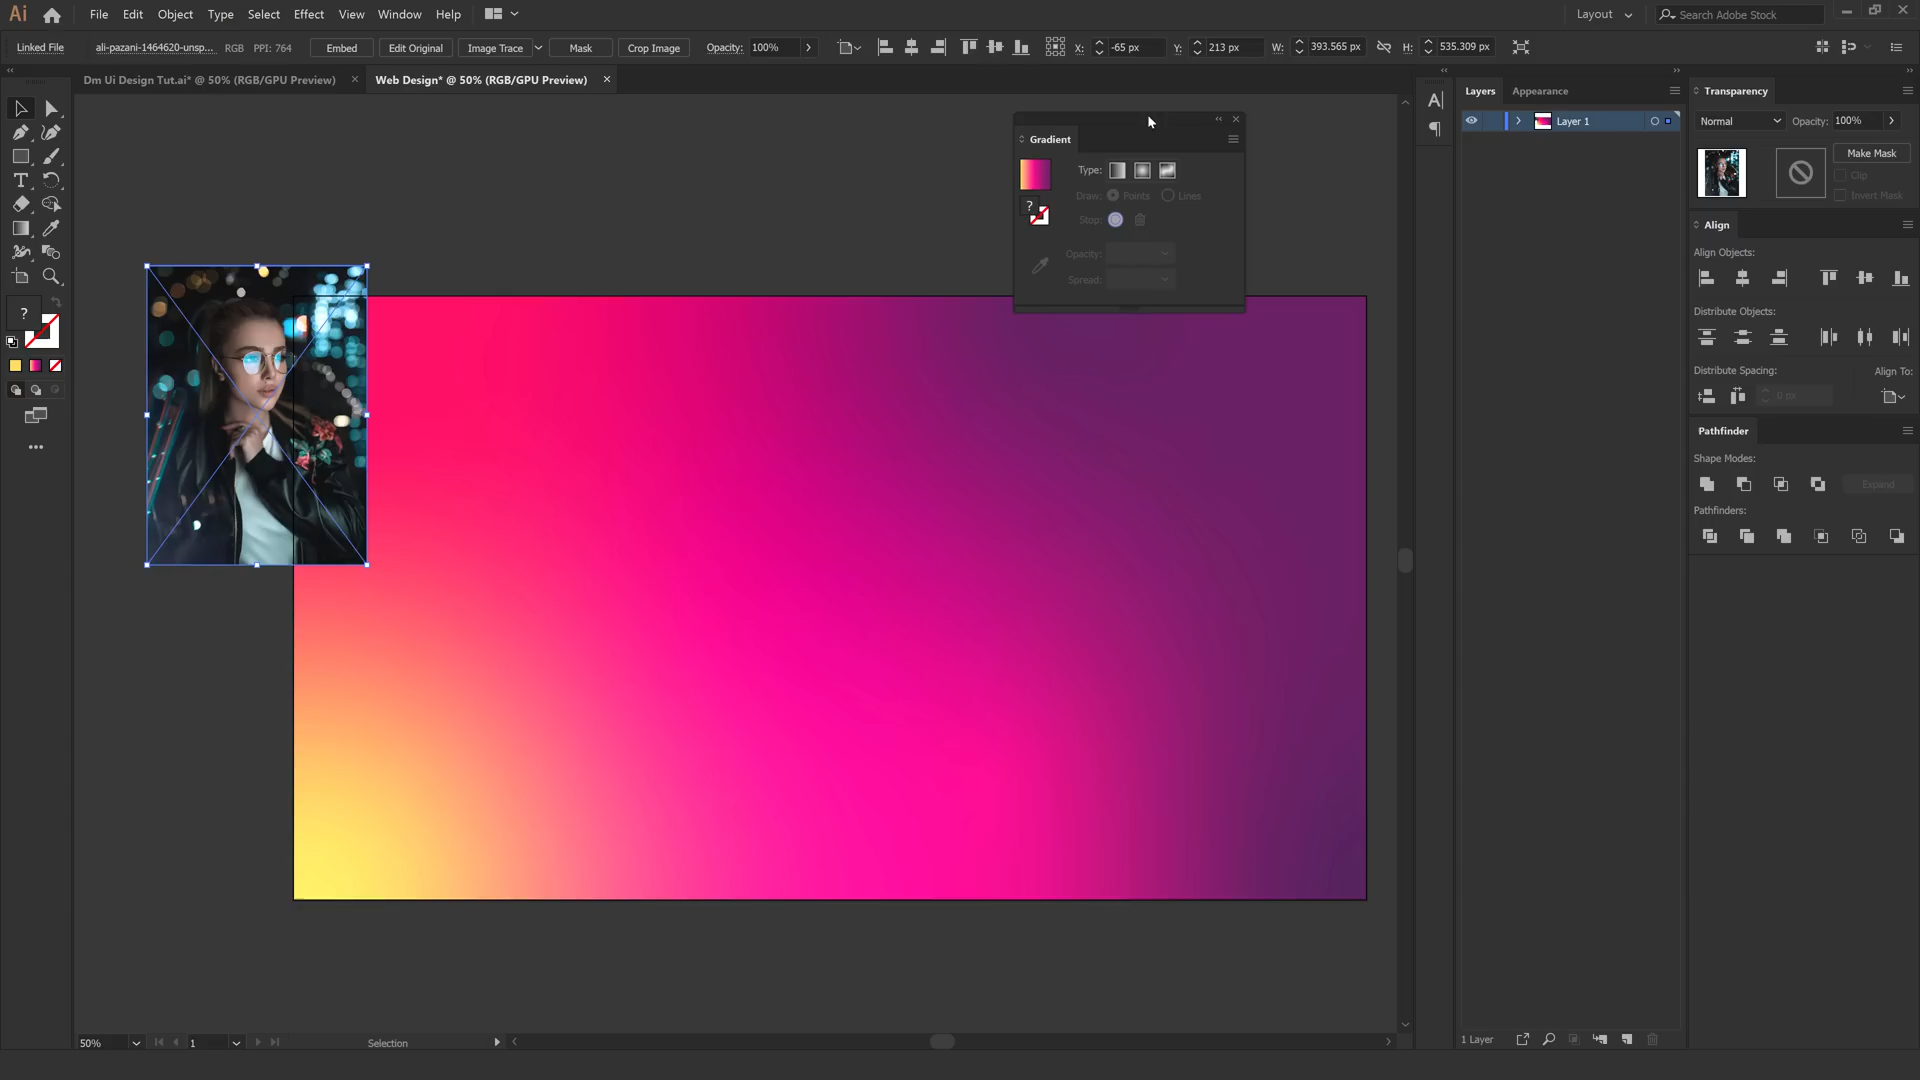 Ai File Edit Object Type Select Effect View Window Help Layout Search Adobe Stock
Linked File ali-pazani-1464620-unsp... RGB PPI: 764 Embed Edit Original Image Trace Mask Crop Image Opacity: 100% X: -65 px Y: 213 px W: 393.565 px H: 535.309 px
Dm Ui Design Tut.ai* @ 50% (RGB/GPU Preview) × Web Design* @ 50% (RGB/GPU Preview) ×
Gradient
Type:
Draw: Points Lines
Stop:
Opacity:
Spread:
?
?
A
Layers Appearance
Layer 1
Transparency
Normal Opacity: 100%
Make Mask
Clip
Invert Mask
Align
Align Objects:
Distribute Objects:
Distribute Spacing: Align To:
0 px
Pathfinder
Shape Modes:
Expand
Pathfinders:
50% 1 Selection
1 Layer